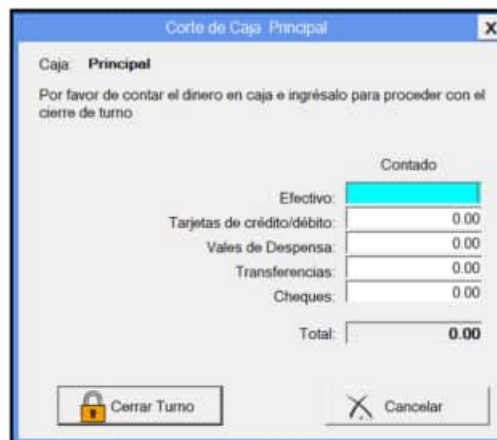 Corte de Caja Principal X
Caja: Principal
Por favor de contar el dinero en caja e ingrésalo para proceder con el
cierre de turno
Contado
Efectivo:
Tarjetas de crédito/débito: 0.00
Vales de Despensa: 0.00
Transferencias: 0.00
Cheques: 0.00
Total: 0.00
Cerrar Turno Cancelar